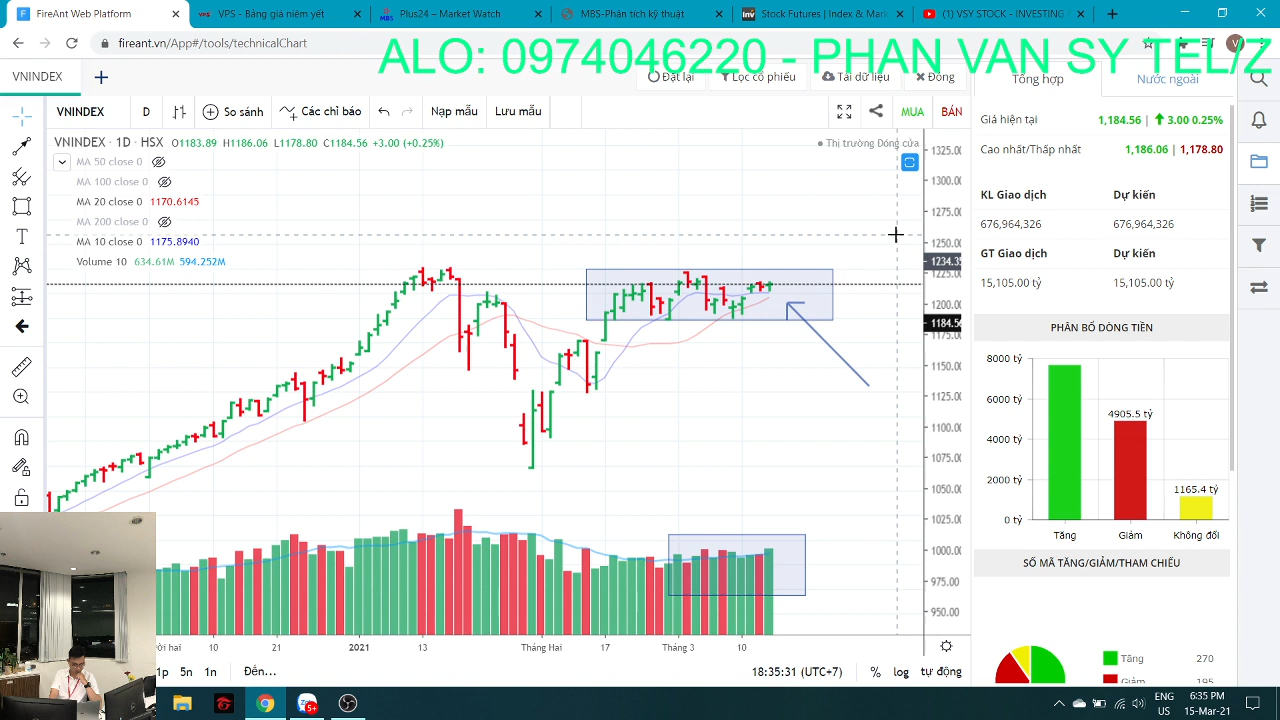 FireAnt Web Platform
VPS - Bảng giá niêm yết
Plus24 – Market Watch
MBS-Phân tích kỹ thuật
Stock Futures | Index & Mark
(1) VSY STOCK - INVESTING
fireant.vn/App#/tools/technicalChart
ALO: 0974046220 - PHAN VAN SY TEL/Z
VNINDEX
Đặt lại
Lọc cổ phiếu
Tải dữ liệu
Đóng
Tổng hợp
Nước ngoài
VNINDEX
D
So sánh
Các chỉ báo
Nạp mẫu
Lưu mẫu
MUA
BÁN
VNINDEX · 1D · HSX O1183.89 H1186.06 L1178.80 C1184.56 +3.00 (+0.25%)
Thị trường Đóng cửa
MA 50 close 0
MA 100 close 0
MA 20 close 0 1170.6145
MA 200 close 0
MA 10 close 0 1175.8940
Volume 10 634.61M 594.252M
1325.00
1300.00
1275.00
1250.00
1234.35
1225.00
1200.00
1184.56
1175.00
1150.00
1125.00
1100.00
1075.00
1050.00
1025.00
1000.00
975.00
950.00
Giá hiện tại 1,184.56 | 3.00 0.25%
Cao nhất/Thấp nhất 1,186.06 | 1,178.80
KL Giao dịch Dự kiến
676,964,326 676,964,326
GT Giao dịch Dự kiến
15,105.00 tỷ 15,105.00 tỷ
PHÂN BỔ DÒNG TIỀN
8000 tỷ
6000 tỷ
4000 tỷ
2000 tỷ
0 tỷ
4905.5 tỷ
1165.4 tỷ
Tăng Giảm Không đổi
SỐ MÃ TĂNG/GIẢM/THAM CHIẾU
Tăng 270
Giảm 195
21 2021 13 Tháng Hai 17 Tháng 3 10
5n 1n Đến...
18:35:31 (UTC+7) % log tự động
5+
ENG
US
6:35 PM
15-Mar-21